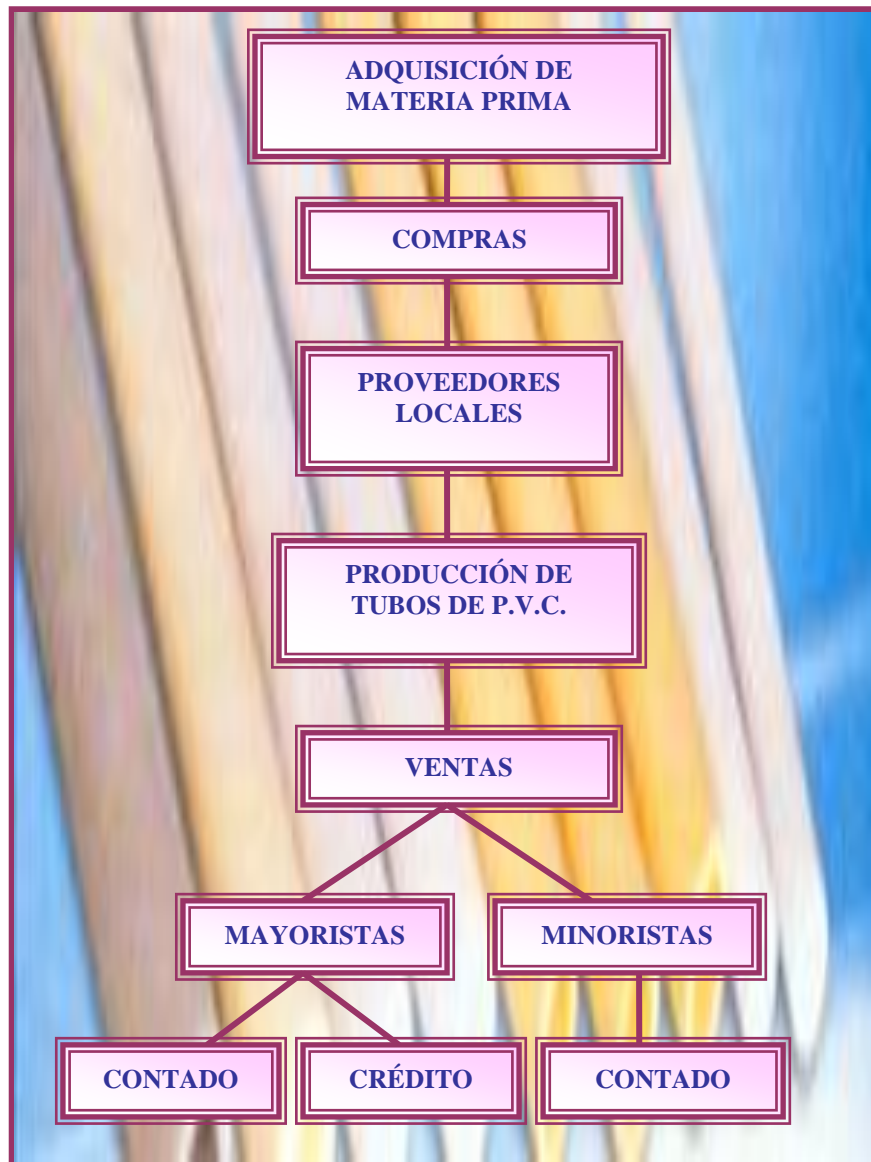 ADQUISICIÓN DE
MATERIA PRIMA
COMPRAS
PROVEEDORES
LOCALES
PRODUCCIÓN DE
TUBOS DE P.V.C.
VENTAS
MAYORISTAS
MINORISTAS
CONTADO
CRÉDITO
CONTADO